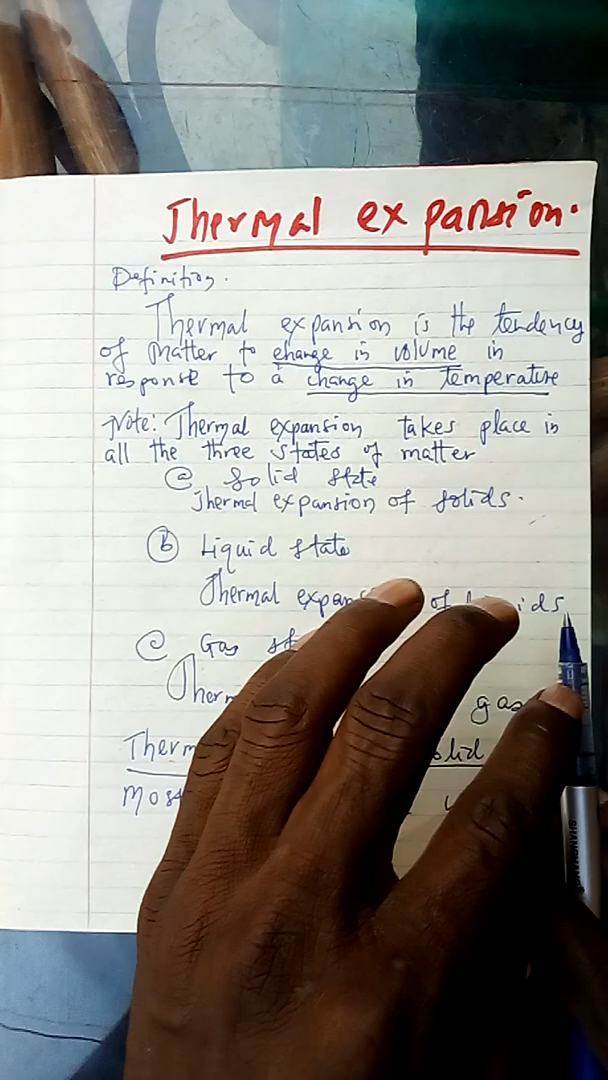 Thermal expansion.
Definition.
Thermal expansion is the tendency
of matter to change in volume in
response to a change in temperature
Note: Thermal expansion takes place in
all the three states of matter
(a) Solid state
Thermal expansion of solids.
(b) Liquid state
Thermal of
(c) Gas